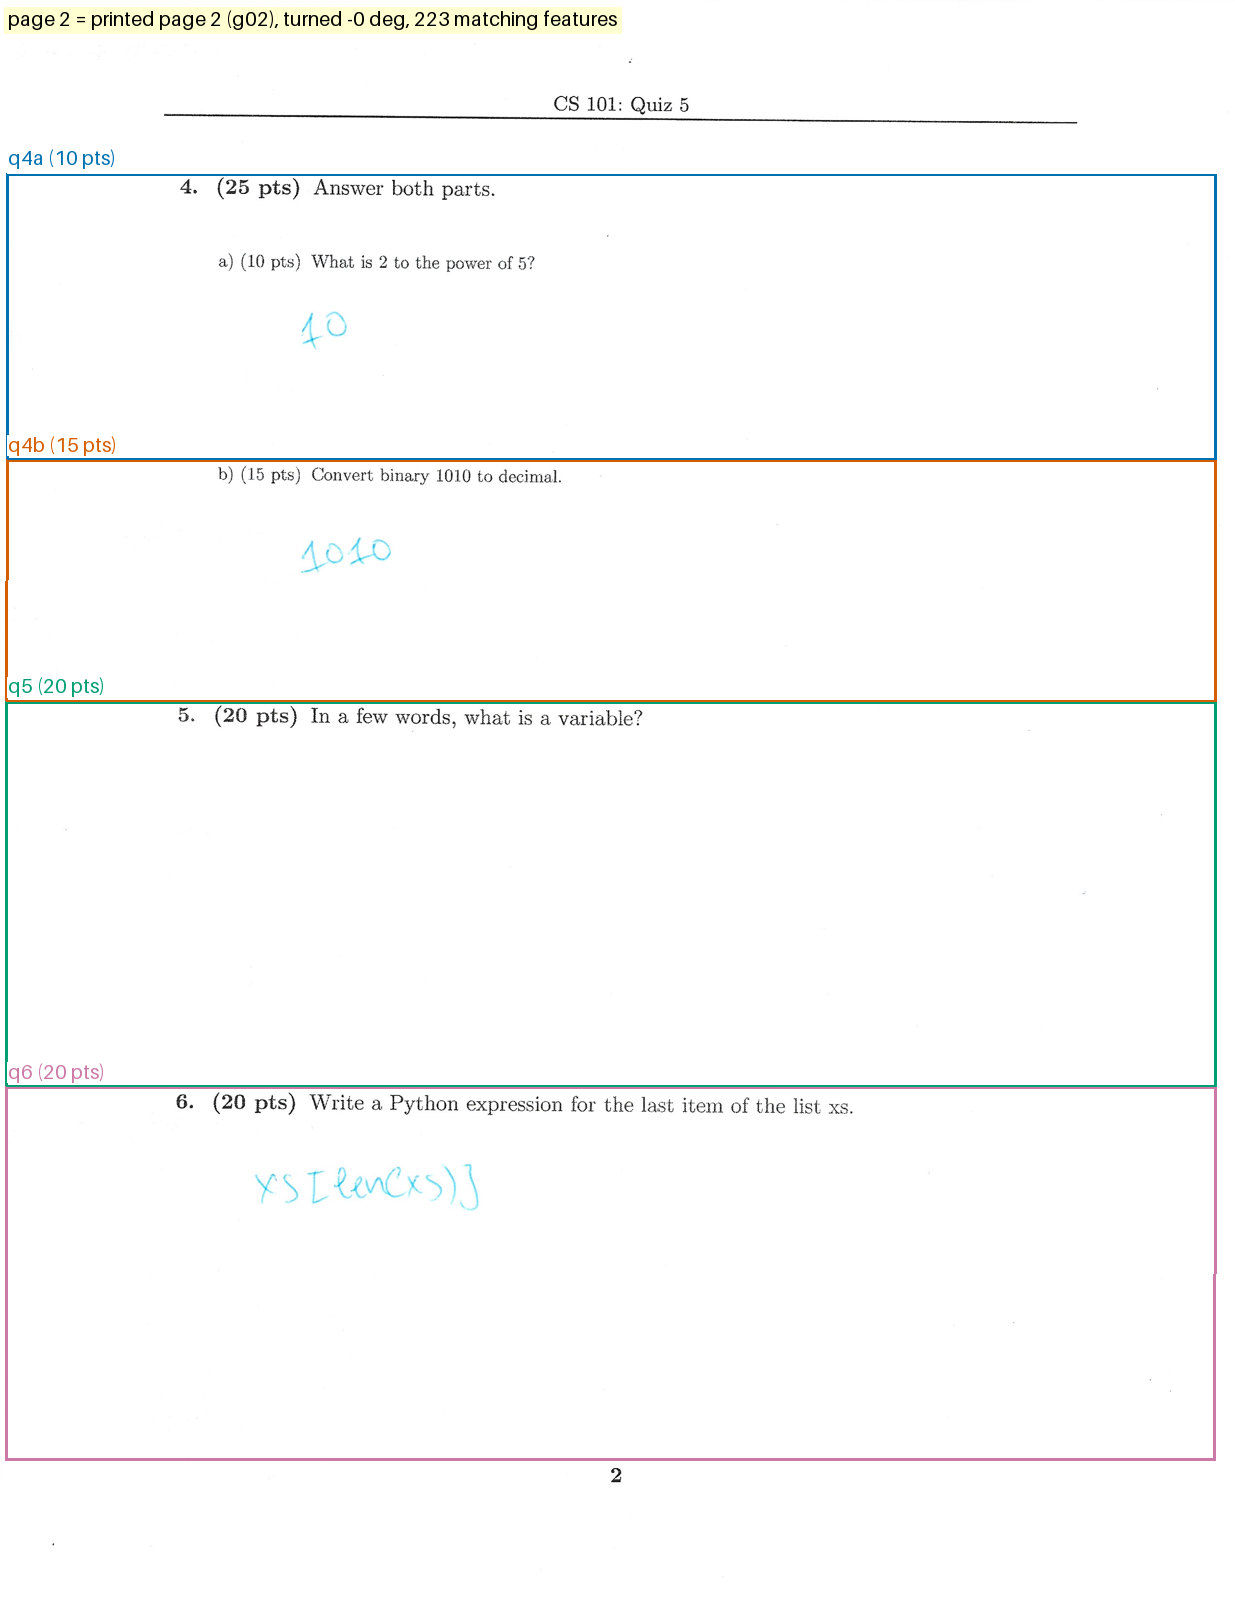 page 2 = printed page 2 (g02), turned -0 deg, 223 matching features
CS 101: Quiz 5
q4a (10 pts)
4. (25 pts) Answer both parts.
a) (10 pts) What is 2 to the power of 5?
10
q4b (15 pts)
b) (15 pts) Convert binary 1010 to decimal.
1010
q5 (20 pts)
5. (20 pts) In a few words, what is a variable?
q6 (20 pts)
6. (20 pts) Write a Python expression for the last item of the list xs.
xs[len(xs)]
2